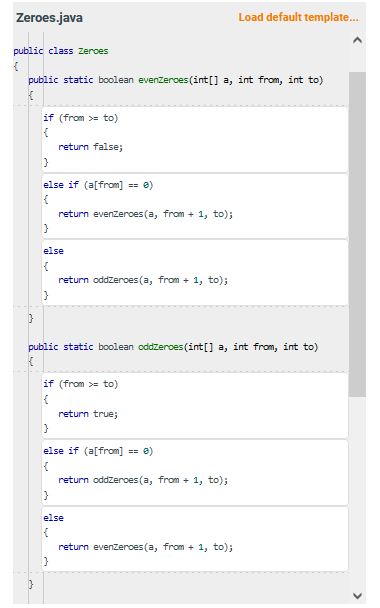 Zeroes.java
Load default template...
public class Zeroes
{
public static boolean evenZeroes(int[] a, int from, int to)
{
if (from >= to)
{
return false;
}
else if (a[from] == 0)
{
return evenZeroes(a, from + 1, to);
}
else
{
return oddZeroes(a, from + 1, to);
}
}
public static boolean oddZeroes(int[] a, int from, int to)
{
if (from >= to)
{
return true;
}
else if (a[from] == 0)
{
return oddZeroes(a, from + 1, to);
}
else
{
return evenZeroes(a, from + 1, to);
}
}